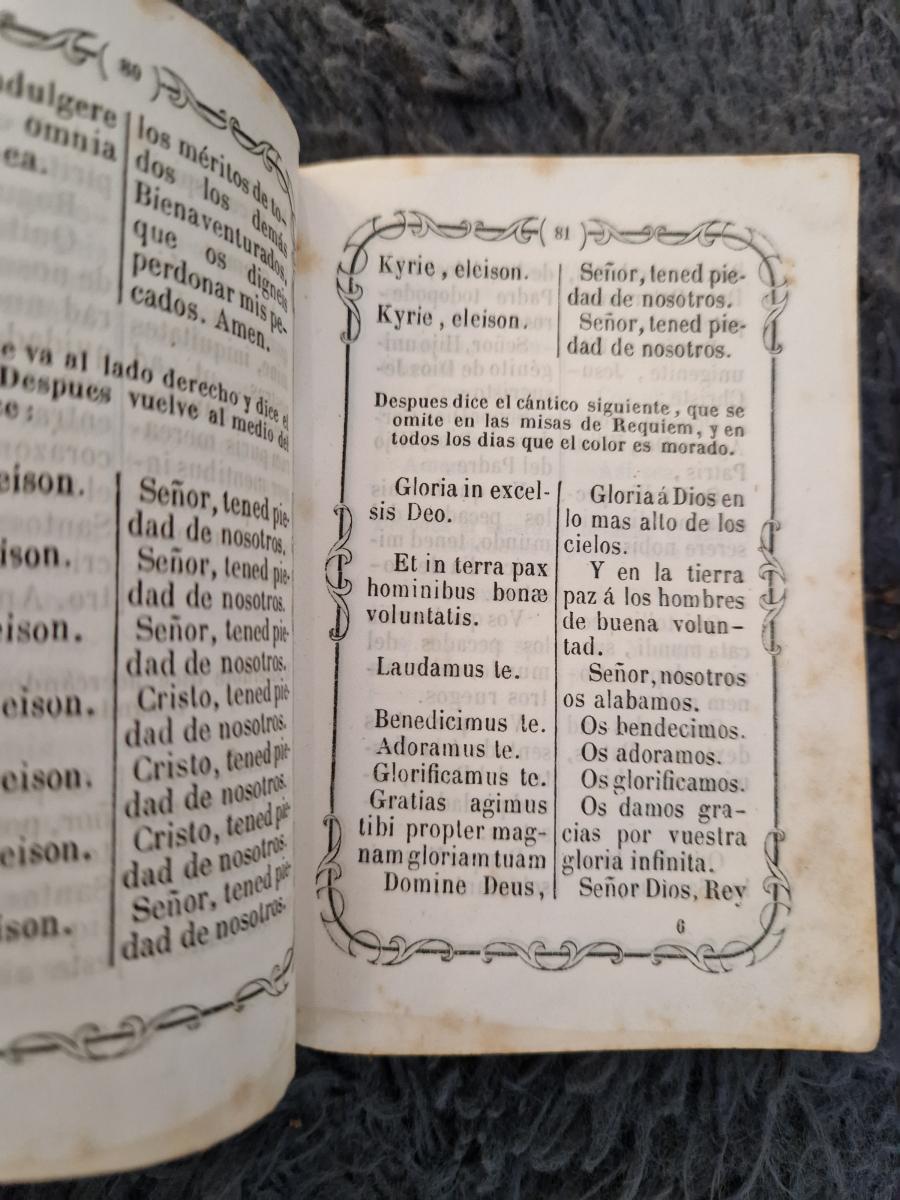 80
dulgere
omnia
ea.
los méritos de to-
dos los demás
Bienaventurados,
que os digneis
perdonar mis pe-
cados. Amen.
e va al lado derecho y dice el
Despues vuelve al medio del
e:
eison.
ison.
eison.
eison.
eison.
eison.
ison.
Señor, tened pie-
dad de nosotros.
Señor, tened pie-
dad de nosotros.
Señor, tened pie-
dad de nosotros.
Cristo, tened pie-
dad de nosotros.
Cristo, tened pie-
dad de nosotros.
Cristo, tened pie-
dad de nosotros.
Señor, tened pie-
dad de nosotros.
81
Kyrie, eleison.
Kyrie, eleison.
Señor, tened pie-
dad de nosotros.
Señor, tened pie-
dad de nosotros.
Despues dice el cántico siguiente, que se
omite en las misas de Requiem, y en
todos los dias que el color es morado.
Gloria in excel-
sis Deo.
Et in terra pax
hominibus bonæ
voluntatis.
Laudamus te.
Benedicimus te.
Adoramus te.
Glorificamus te.
Gratias agimus
tibi propter mag-
nam gloriam tuam
Domine Deus,
Gloria á Dios en
lo mas alto de los
cielos.
Y en la tierra
paz á los hombres
de buena volun-
tad.
Señor, nosotros
os alabamos.
Os bendecimos.
Os adoramos.
Os glorificamos.
Os damos gra-
cias por vuestra
gloria infinita.
Señor Dios, Rey
6